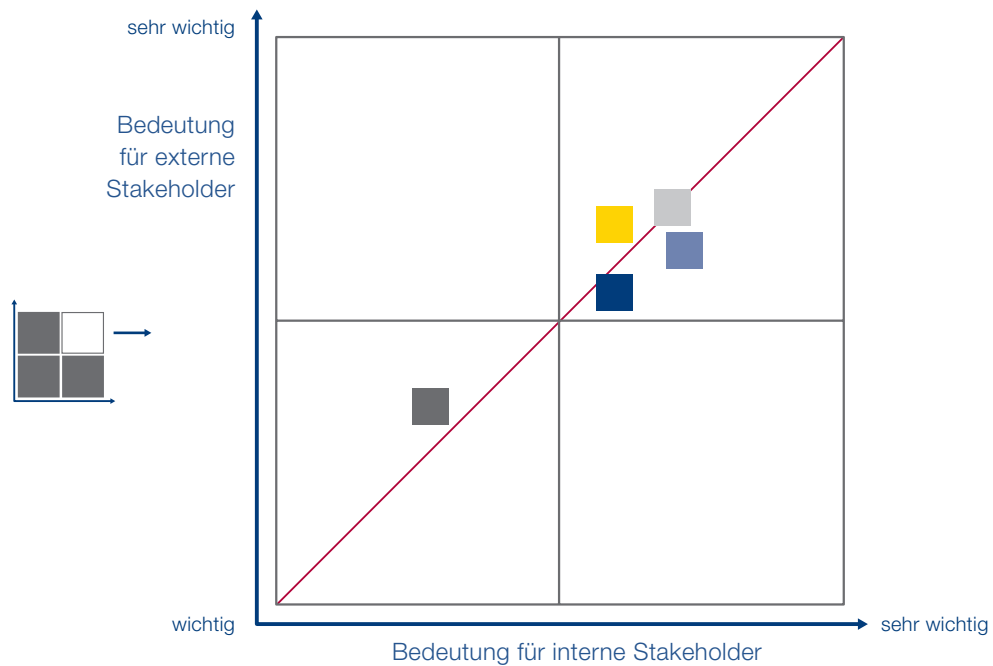 sehr wichtig
Bedeutung
für externe
Stakeholder
wichtig
sehr wichtig
Bedeutung für interne Stakeholder